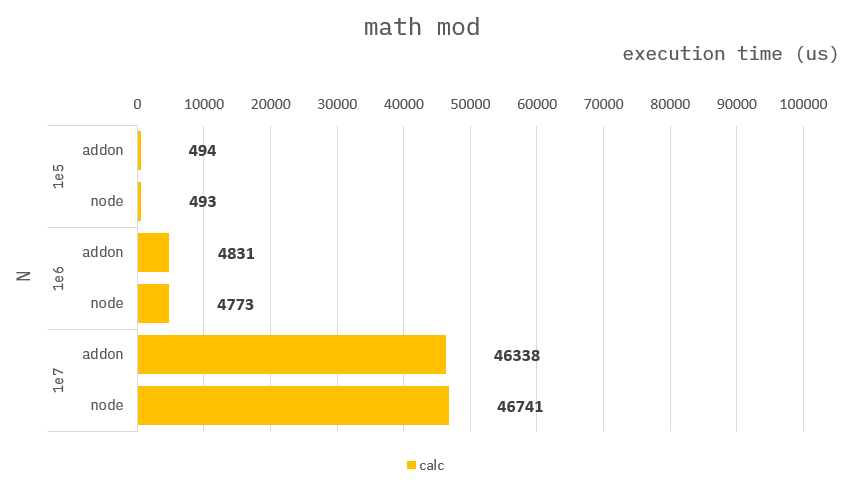 math mod
execution time (us)
0 10000 20000 30000 40000 50000 60000 70000 80000 90000 100000
N
1e5
addon 494
node 493
1e6
addon 4831
node 4773
1e7
addon 46338
node 46741
calc